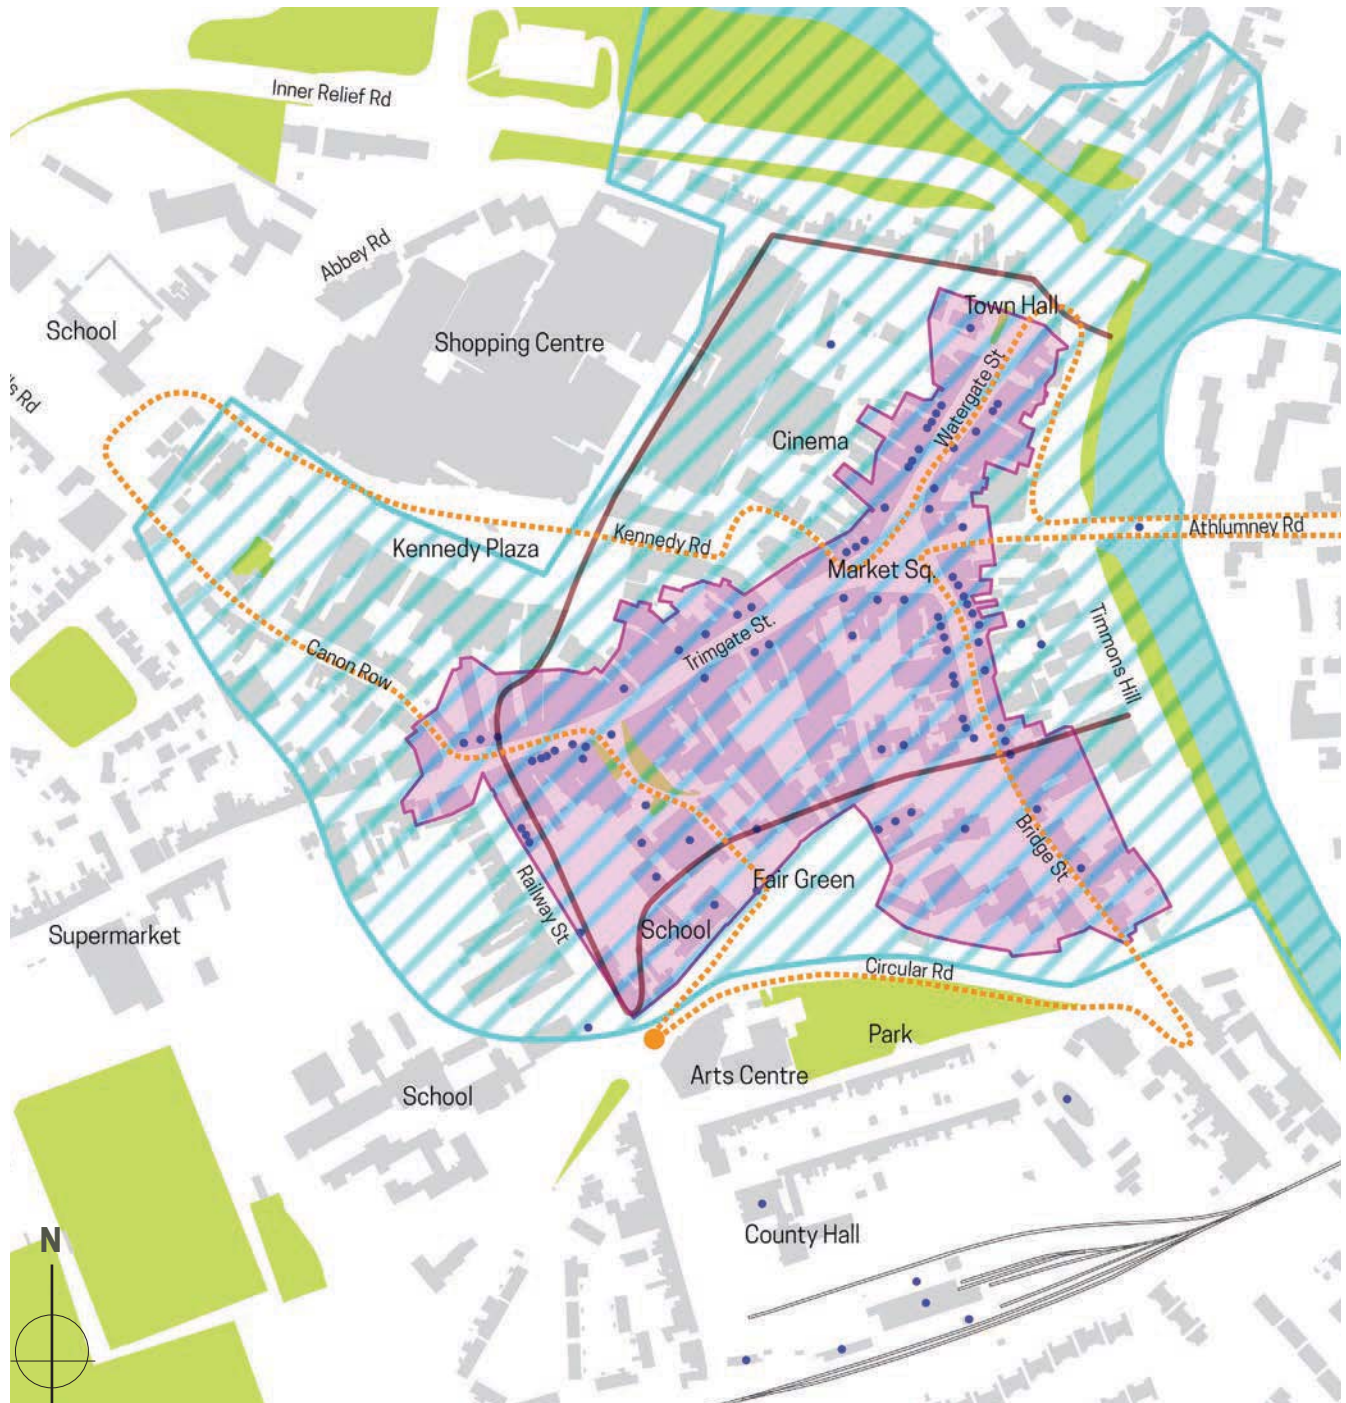 Inner Relief Rd
Abbey Rd
Town Hall
School
Shopping Centre
Watergate St
ls Rd
Cinema
Kennedy Rd
Athlumney Rd
Kennedy Plaza
Market Sq.
Trimgate St.
Timmons Hill
Canon Row
Bridge St
Fair Green
Railway St
School
Supermarket
Circular Rd
Park
Arts Centre
School
County Hall
N